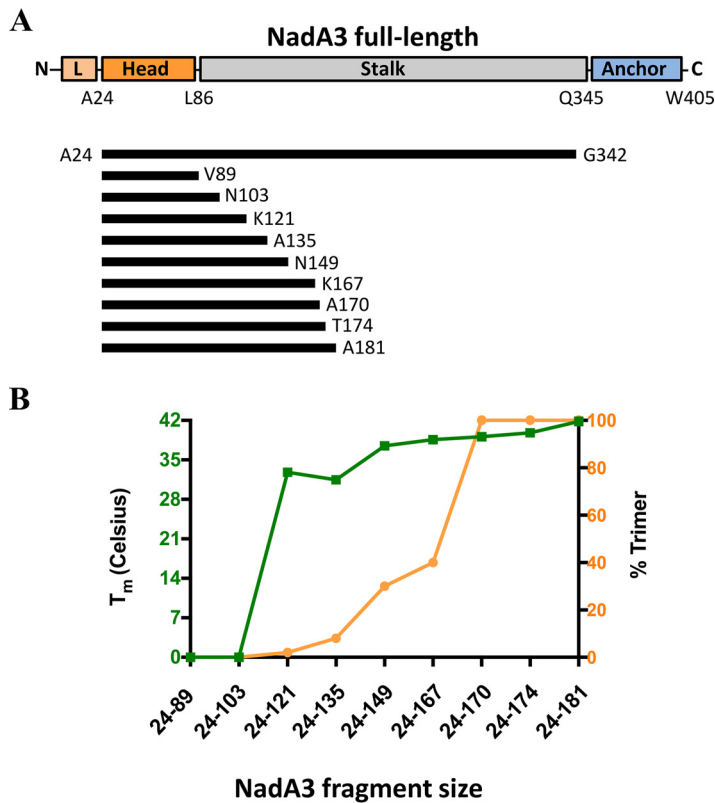 A
NadA3 full-length
N L Head Stalk Anchor C
A24 L86 Q345 W405
A24 G342
V89
N103
K121
A135
N149
K167
A170
T174
A181
B
42 100
35 80
28 60
21 40
14 20
7 0
0
Tm (Celsius)
% Trimer
24-89 24-103 24-121 24-135 24-149 24-167 24-170 24-174 24-181
NadA3 fragment size